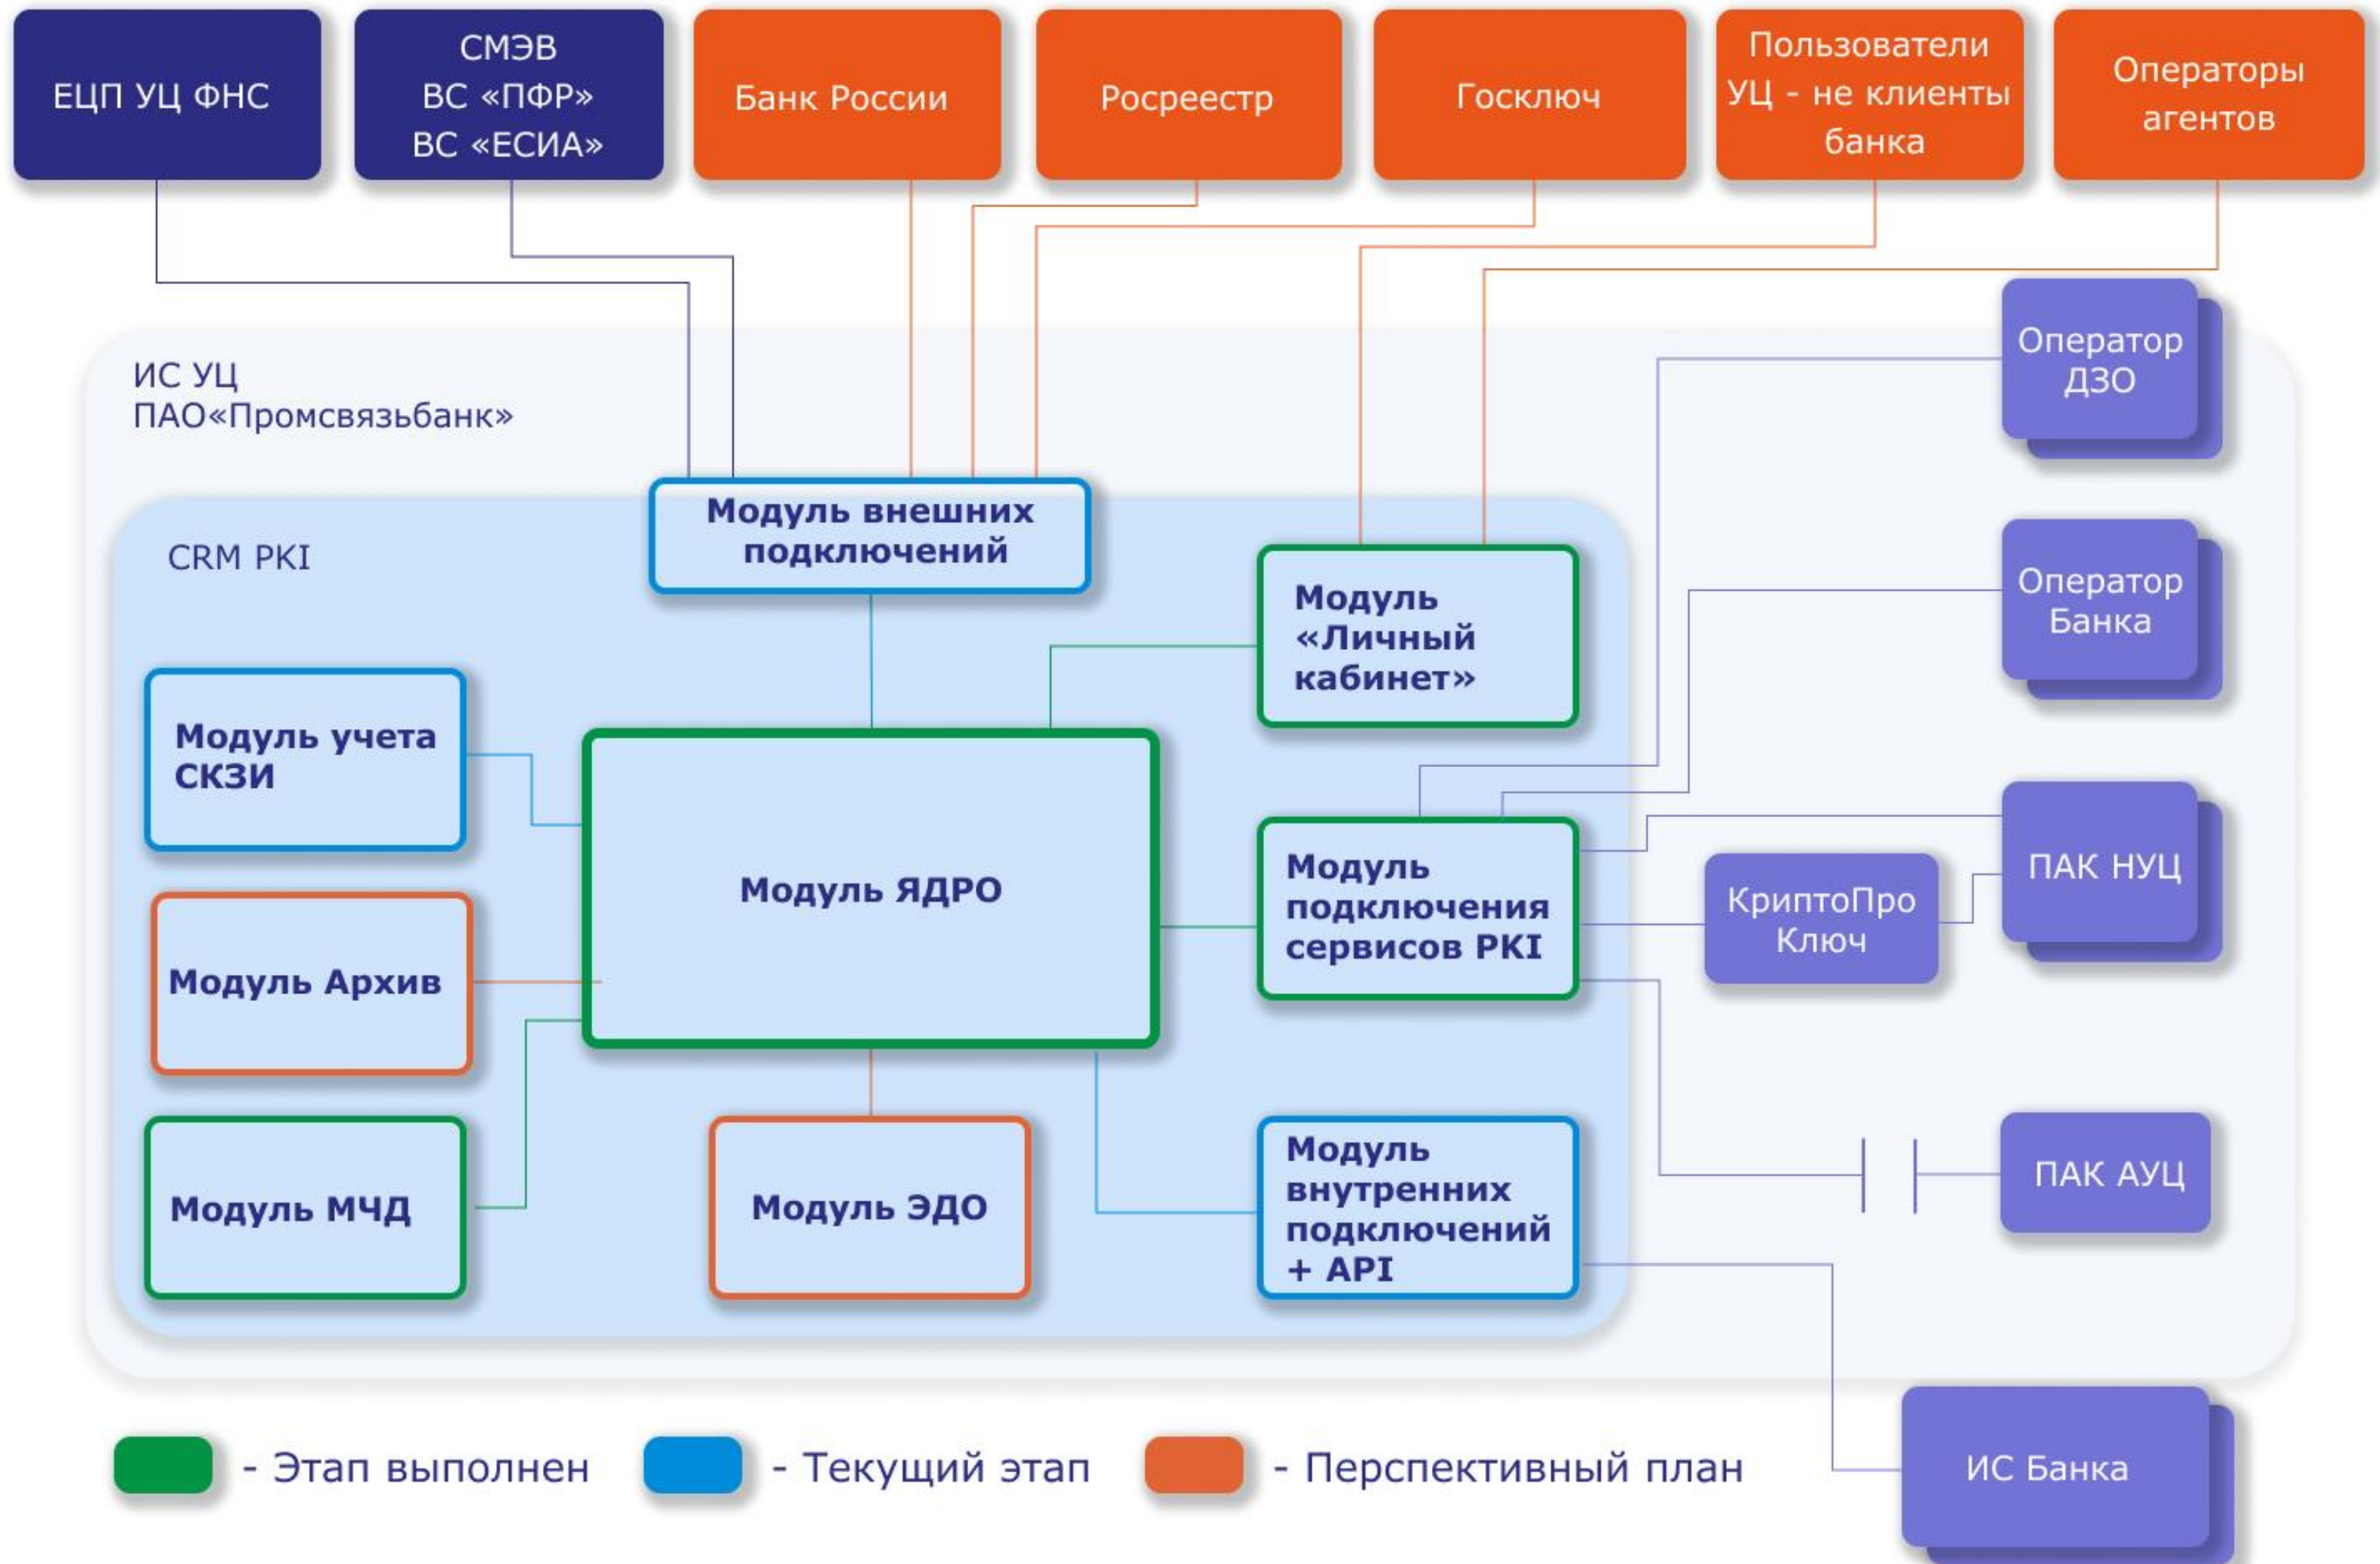 ЕЦП УЦ ФНС
СМЭВ
ВС «ПФР»
ВС «ЕСИА»
Банк России
Росреестр
Госключ
Пользователи
УЦ - не клиенты
банка
Операторы
агентов
ИС УЦ
ПАО«Промсвязьбанк»
Оператор
ДЗО
CRM PKI
Модуль внешних
подключений
Модуль
«Личный
кабинет»
Оператор
Банка
Модуль учета
СКЗИ
Модуль ЯДРО
Модуль
подключения
сервисов PKI
КриптоПро
Ключ
ПАК НУЦ
Модуль Архив
Модуль МЧД
Модуль ЭДО
Модуль
внутренних
подключений
+ API
ПАК АУЦ
ИС Банка
- Этап выполнен
- Текущий этап
- Перспективный план